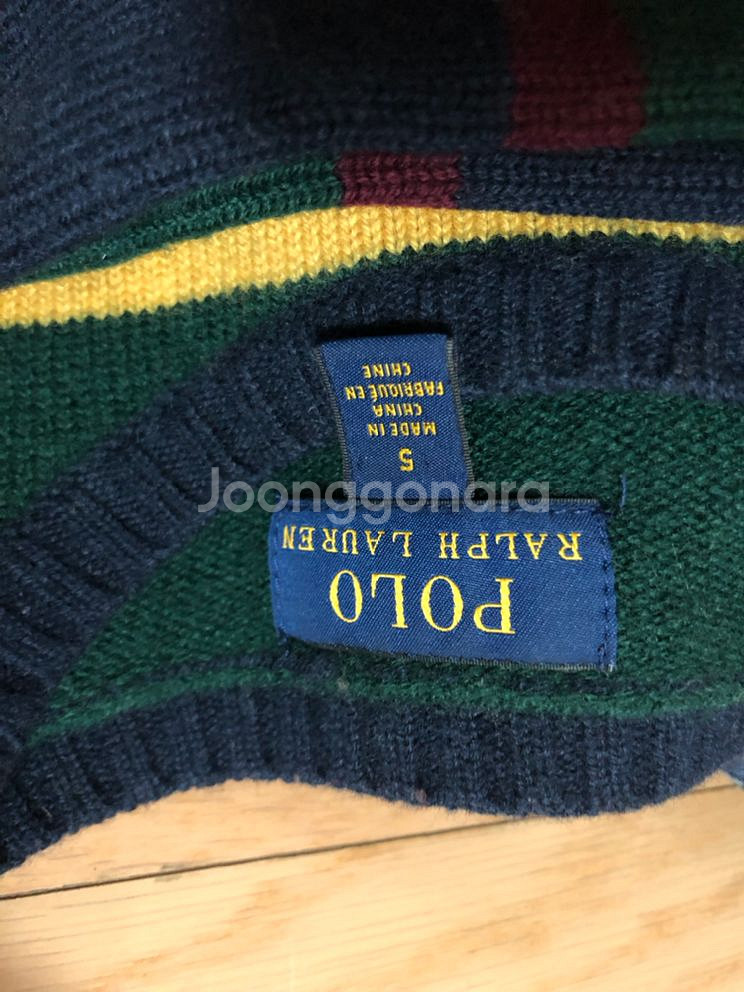 POLO
RALPH LAUREN
5
MADE IN
CHINA
FABRIQUÉ EN
CHINE
Joonggonara